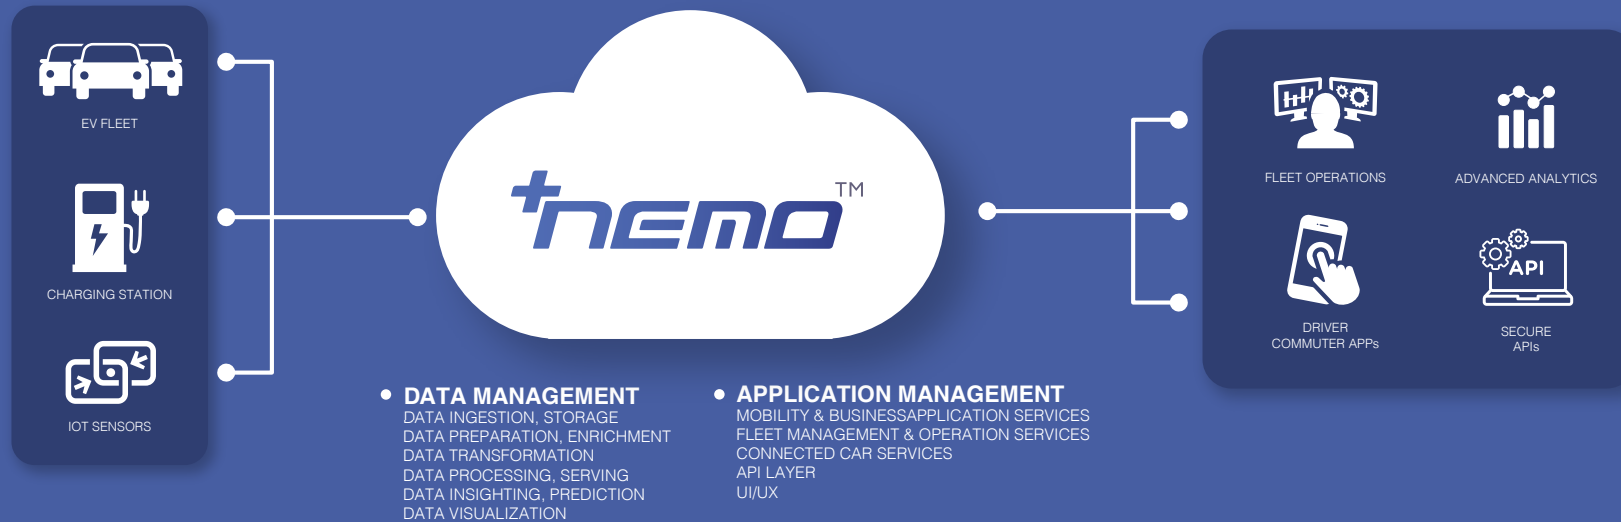 EV FLEET
CHARGING STATION
IOT SENSORS
+nemo™
DATA MANAGEMENT
DATA INGESTION, STORAGE
DATA PREPARATION, ENRICHMENT
DATA TRANSFORMATION
DATA PROCESSING, SERVING
DATA INSIGHTING, PREDICTION
DATA VISUALIZATION
APPLICATION MANAGEMENT
MOBILITY & BUSINESSAPPLICATION SERVICES
FLEET MANAGEMENT & OPERATION SERVICES
CONNECTED CAR SERVICES
API LAYER
UI/UX
FLEET OPERATIONS
ADVANCED ANALYTICS
DRIVER
COMMUTER APPs
API
SECURE
APIs